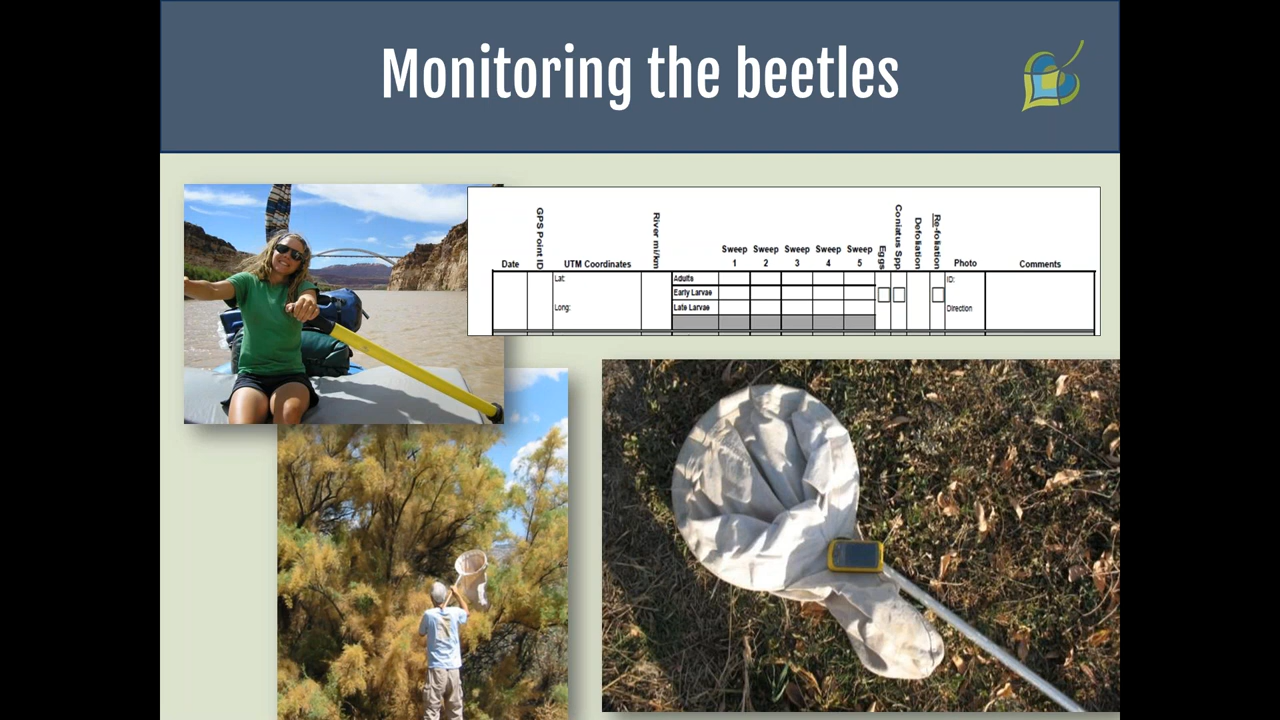 Monitoring the beetles
Date GPS Point ID UTM Coordinates River mi/km Sweep 1 Sweep 2 Sweep 3 Sweep 4 Sweep 5 Eggs Coniatus Spp Defoliation Re-foliation Photo Comments
Lat: Adults ID:
Early Larvae
Long: Late Larvae Direction